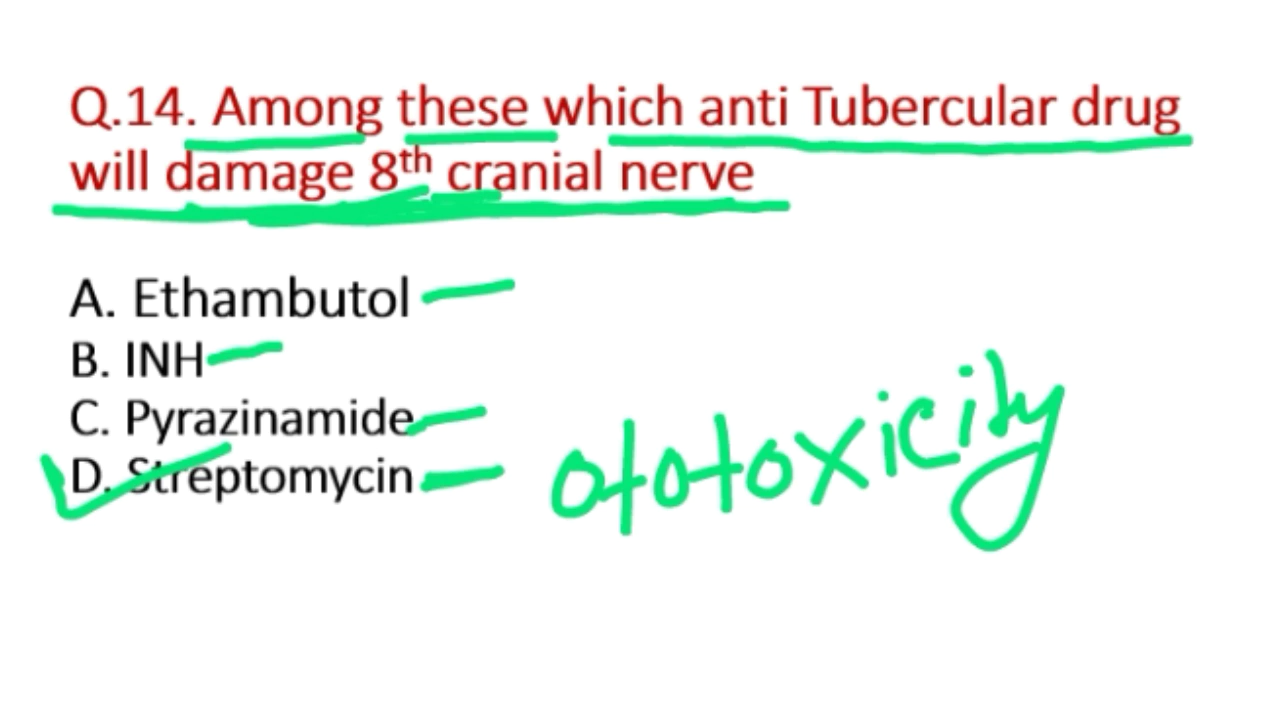 Q.14. Among these which anti Tubercular drug
will damage 8th cranial nerve
A. Ethambutol
B. INH
C. Pyrazinamide
D. Streptomycin
ototoxicity